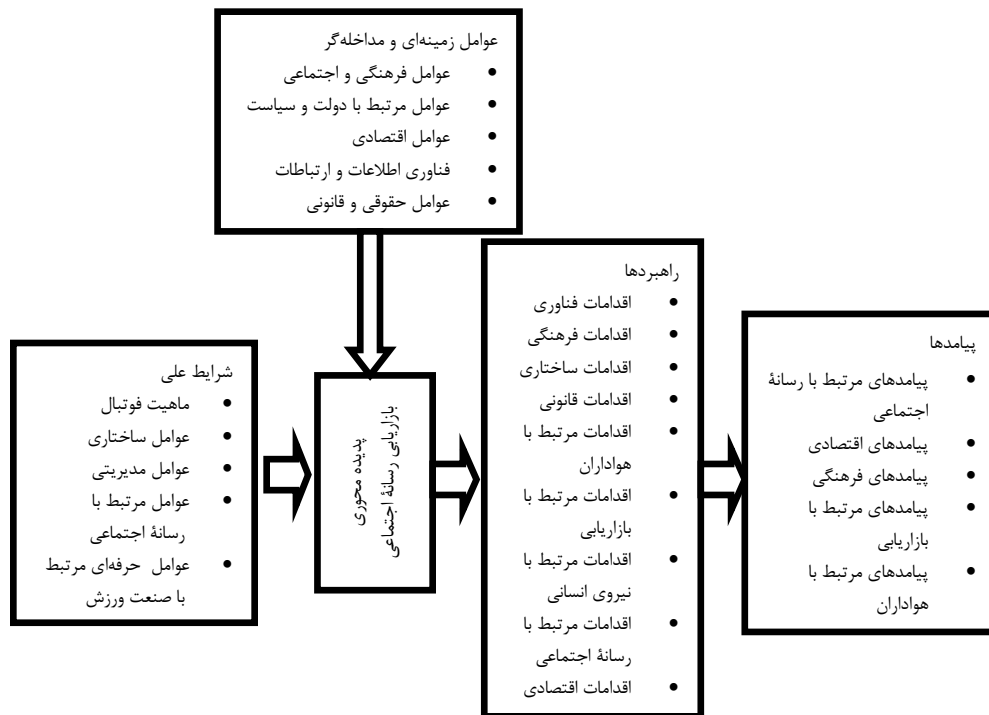 عوامل زمینه‌ای و مداخله‌گر
• عوامل فرهنگی و اجتماعی
• عوامل مرتبط با دولت و سیاست
• عوامل اقتصادی
• فناوری اطلاعات و ارتباطات
• عوامل حقوقی و قانونی
شرایط علی
• ماهیت فوتبال
• عوامل ساختاری
• عوامل مدیریتی
• عوامل مرتبط با
رسانهٔ اجتماعی
• عوامل حرفه‌ای مرتبط
با صنعت ورزش
پدیده محوری
بازاریابی رسانهٔ اجتماعی
راهبردها
• اقدامات فناوری
• اقدامات فرهنگی
• اقدامات ساختاری
• اقدامات قانونی
• اقدامات مرتبط با
هواداران
• اقدامات مرتبط با
بازاریابی
• اقدامات مرتبط با
نیروی انسانی
• اقدامات مرتبط با
رسانهٔ اجتماعی
• اقدامات اقتصادی
پیامدها
• پیامدهای مرتبط با رسانهٔ
اجتماعی
• پیامدهای اقتصادی
• پیامدهای فرهنگی
• پیامدهای مرتبط با
بازاریابی
• پیامدهای مرتبط با
هواداران